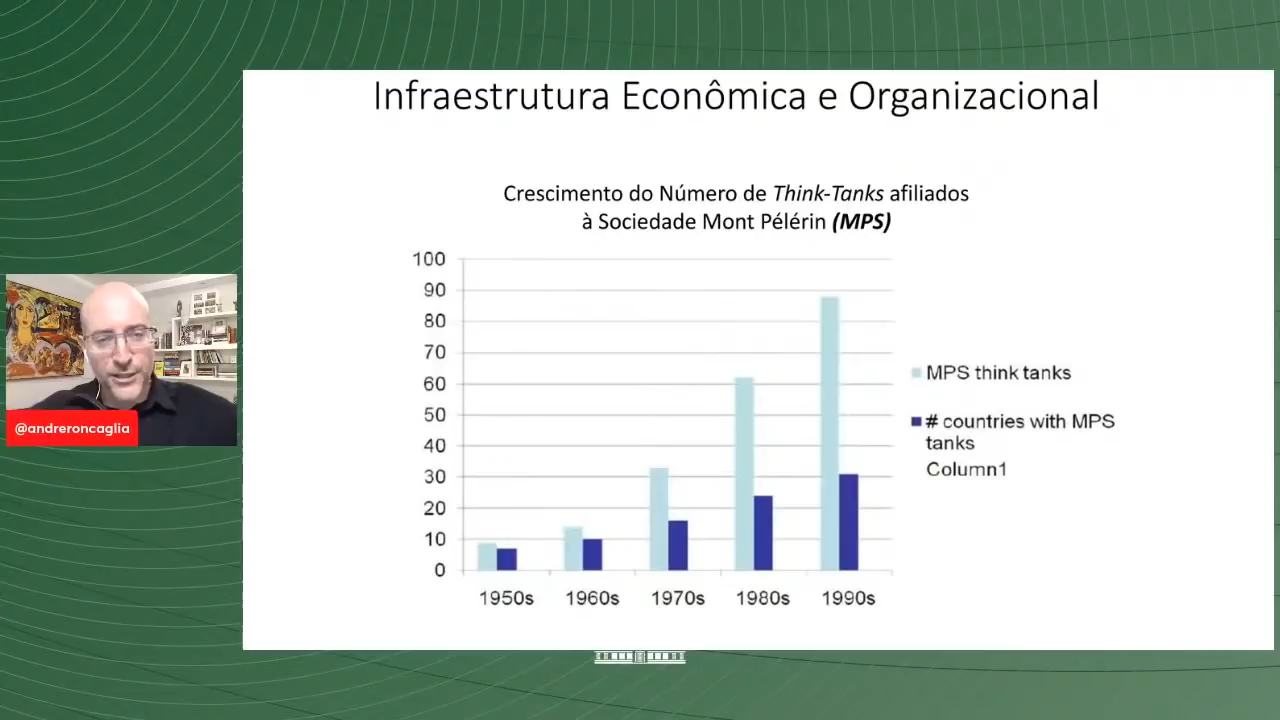 Infraestrutura Econômica e Organizacional
Crescimento do Número de Think-Tanks afiliados
à Sociedade Mont Pélérin (MPS)
100
90
80
70
60
50
40
30
20
10
0
1950s 1960s 1970s 1980s 1990s
MPS think tanks
# countries with MPS
tanks
Column1
@andreroncaglia